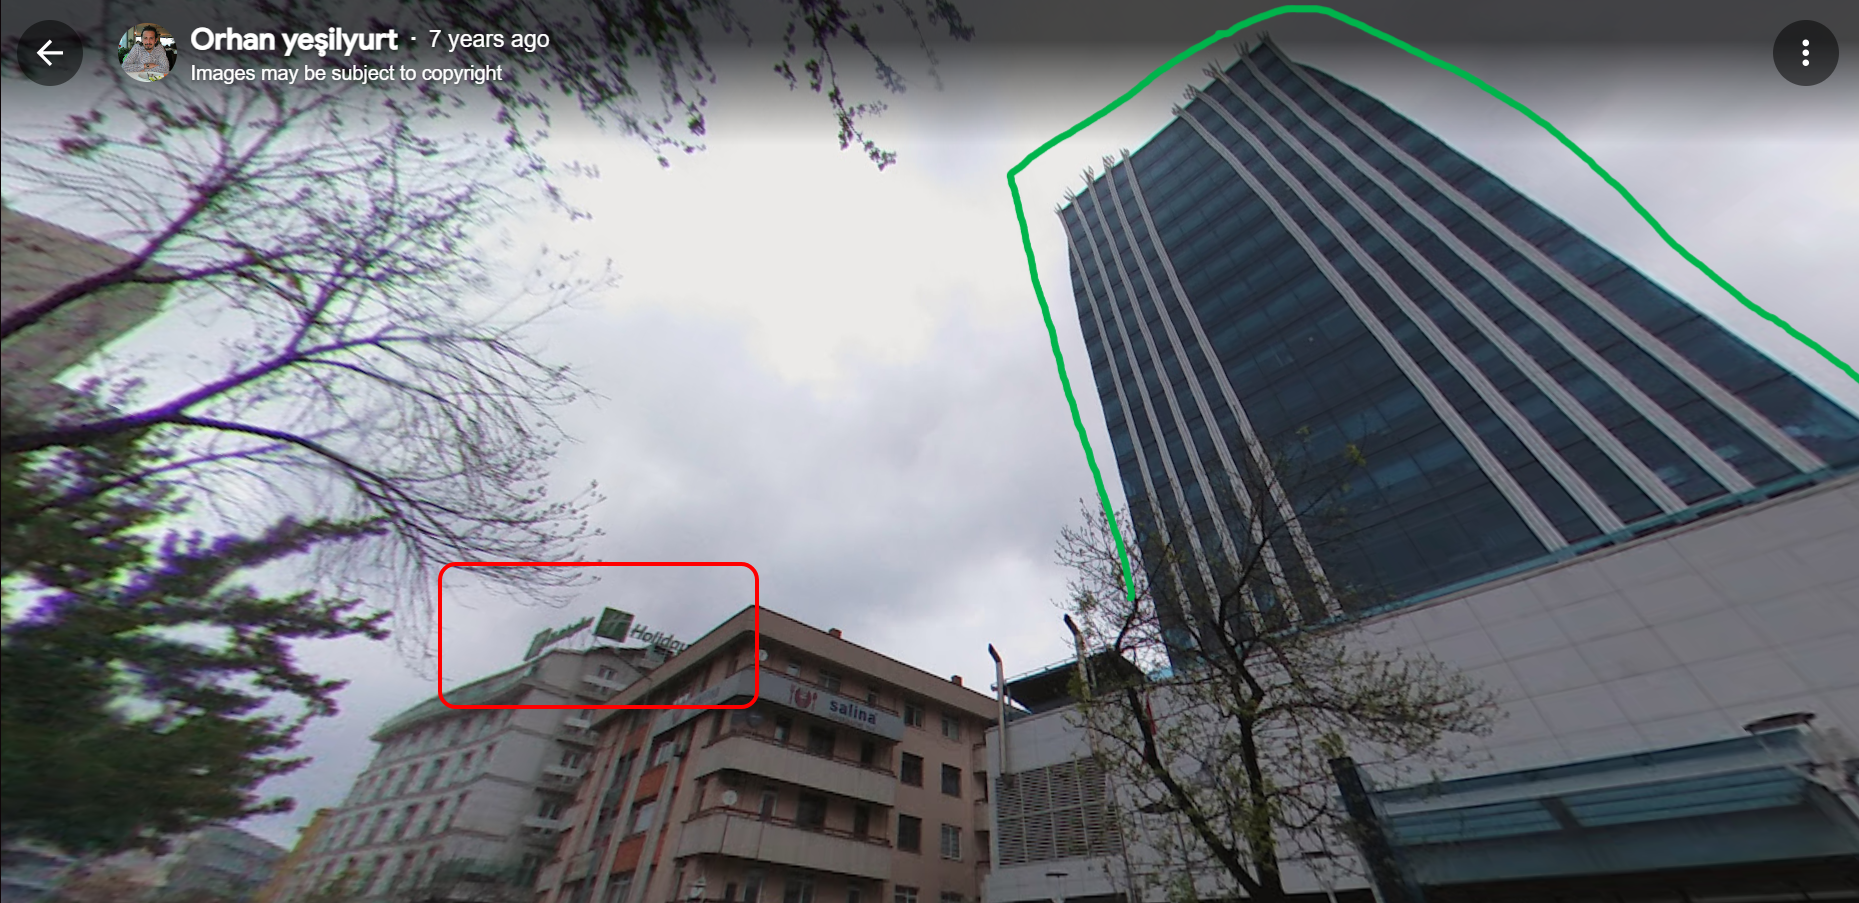 Orhan yeşilyurt · 7 years ago
Images may be subject to copyright
Holiday
salina